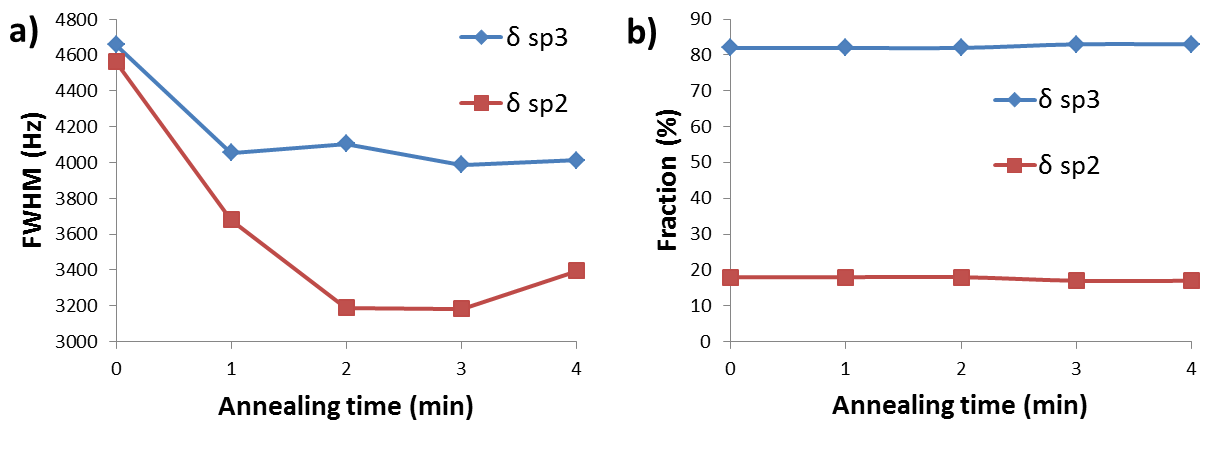 a)
4800
4600
4400
4200
4000
3800
3600
3400
3200
3000
FWHM (Hz)
δ sp3
δ sp2
0 1 2 3 4
Annealing time (min)
b)
90
80
70
60
50
40
30
20
10
0
Fraction (%)
δ sp3
δ sp2
0 1 2 3 4
Annealing time (min)